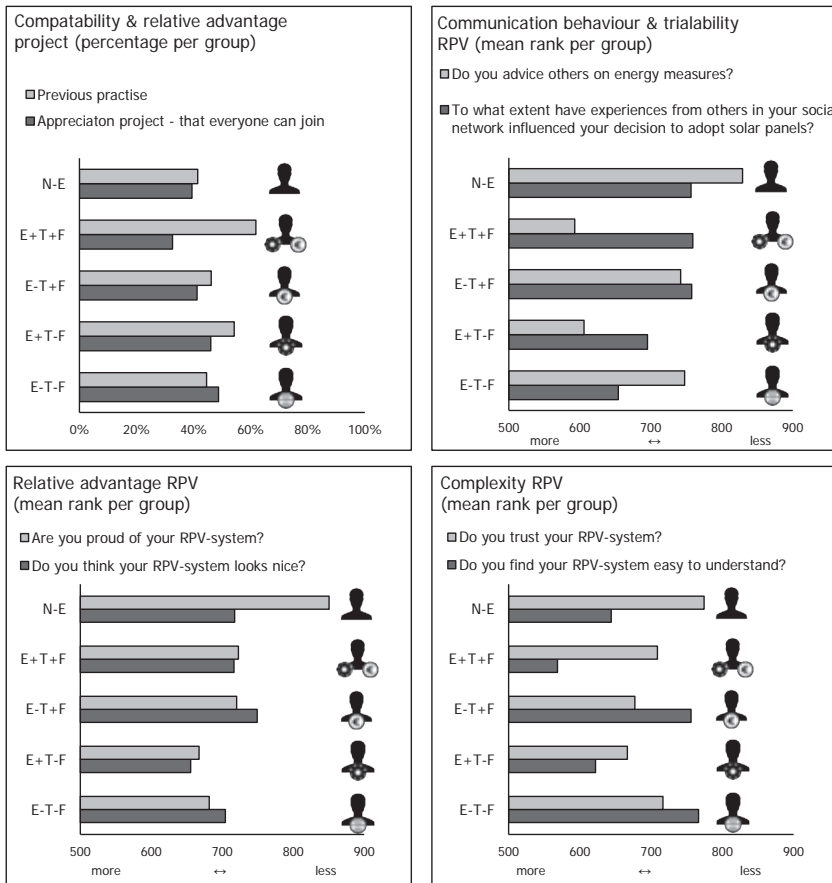 Compatability & relative advantage
project (percentage per group)
Previous practise
Appreciaton project - that everyone can join
N-E
E+T+F
€
E-T+F
€
E+T-F
E-T-F
0% 20% 40% 60% 80% 100%
Communication behaviour & trialability
RPV (mean rank per group)
Do you advice others on energy measures?
To what extent have experiences from others in your social
network influenced your decision to adopt solar panels?
N-E
E+T+F
€
E-T+F
€
E+T-F
E-T-F
500 600 700 800 900
more ↔ less
Relative advantage RPV
(mean rank per group)
Are you proud of your RPV-system?
Do you think your RPV-system looks nice?
N-E
E+T+F
€
E-T+F
€
E+T-F
E-T-F
500 600 700 800 900
more ↔ less
Complexity RPV
(mean rank per group)
Do you trust your RPV-system?
Do you find your RPV-system easy to understand?
N-E
E+T+F
€
E-T+F
€
E+T-F
E-T-F
500 600 700 800 900
more ↔ less